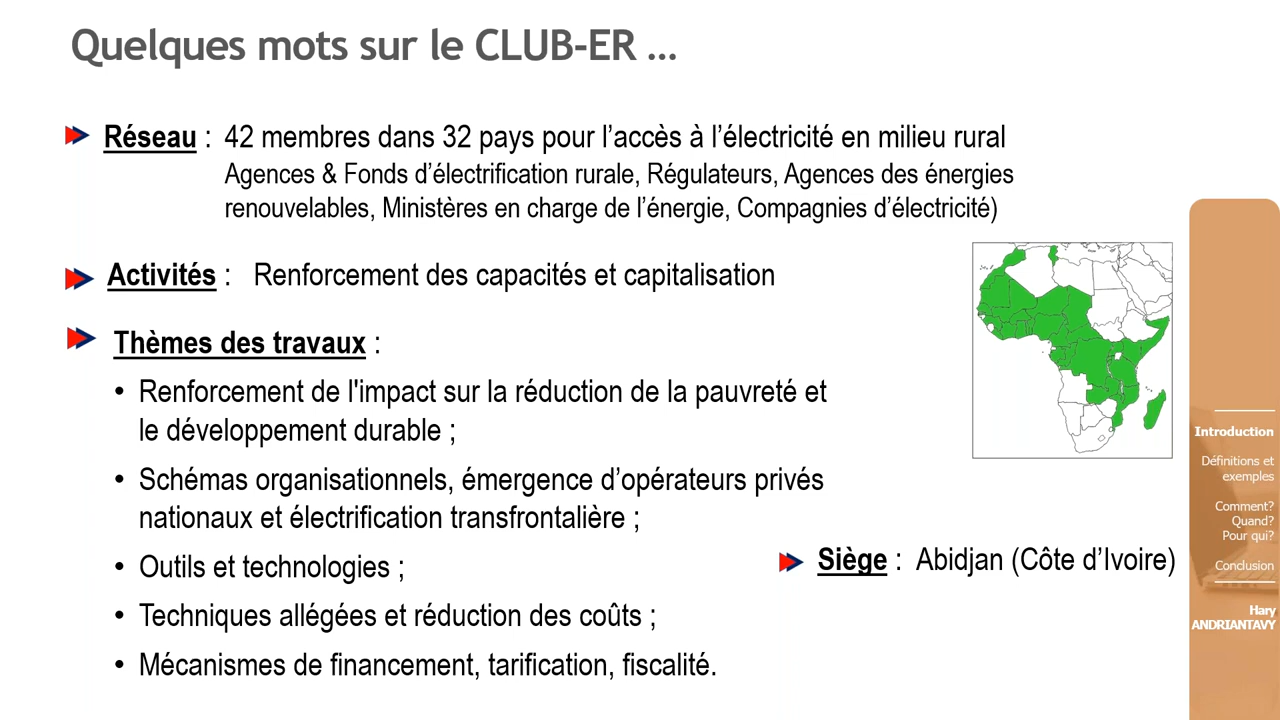 Quelques mots sur le CLUB-ER ...
Réseau : 42 membres dans 32 pays pour l’accès à l’électricité en milieu rural
Agences & Fonds d’électrification rurale, Régulateurs, Agences des énergies
renouvelables, Ministères en charge de l’énergie, Compagnies d’électricité)
Activités : Renforcement des capacités et capitalisation
Thèmes des travaux :
• Renforcement de l'impact sur la réduction de la pauvreté et
le développement durable ;
• Schémas organisationnels, émergence d’opérateurs privés
nationaux et électrification transfrontalière ;
• Outils et technologies ;
• Techniques allégées et réduction des coûts ;
• Mécanismes de financement, tarification, fiscalité.
Siège : Abidjan (Côte d’Ivoire)
Introduction
Définitions et
exemples
Comment?
Quand?
Pour qui?
Conclusion
Hary
ANDRIANTAVY